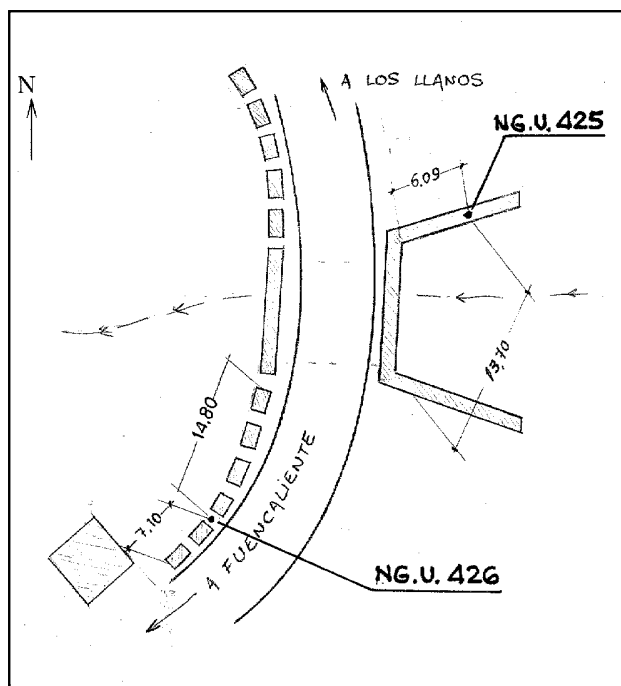 N
A LOS LLANOS
NG.U. 425
6,09
13,70
14.80
7,10
A FUENCALIENTE
NG.U. 426